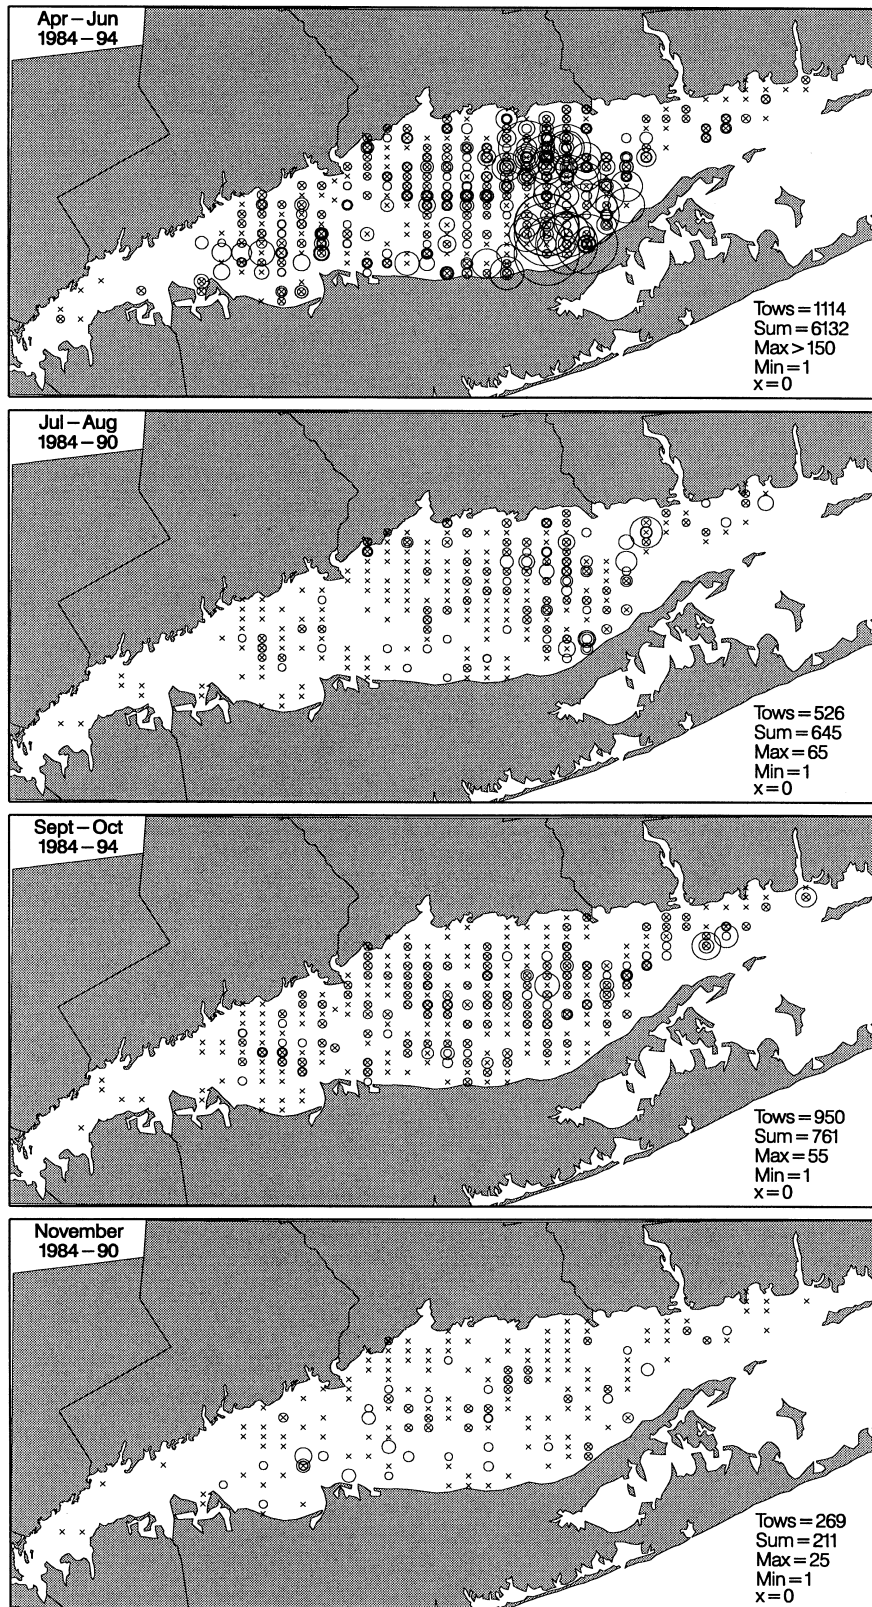 Apr – Jun
1984 – 94
Tows = 1114
Sum = 6132
Max > 150
Min = 1
x = 0
Jul – Aug
1984 – 90
Tows = 526
Sum = 645
Max = 65
Min = 1
x = 0
Sept – Oct
1984 – 94
Tows = 950
Sum = 761
Max = 55
Min = 1
x = 0
November
1984 – 90
Tows = 269
Sum = 211
Max = 25
Min = 1
x = 0